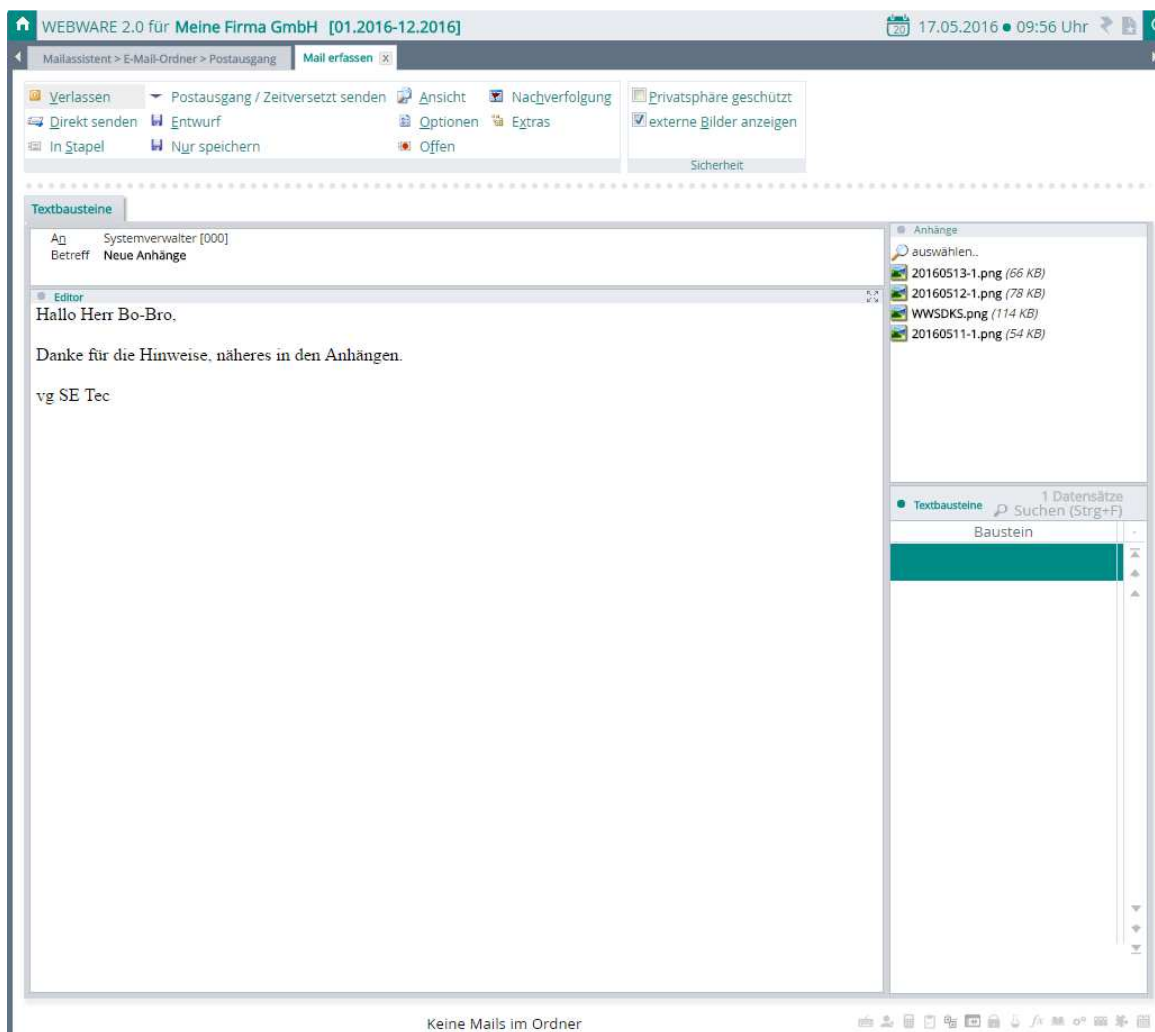 WEBWARE 2.0 für Meine Firma GmbH [01.2016-12.2016]
20 17.05.2016 ● 09:56 Uhr
Mailassistent > E-Mail-Ordner > Postausgang
Mail erfassen x
Verlassen
Postausgang / Zeitversetzt senden
Ansicht
Nachverfolgung
Privatsphäre geschützt
Direkt senden
Entwurf
Optionen
Extras
externe Bilder anzeigen
In Stapel
Nur speichern
Offen
Sicherheit
Textbausteine
An Systemverwalter [000]
Betreff Neue Anhänge
Editor
Hallo Herr Bo-Bro,
Danke für die Hinweise, näheres in den Anhängen.
vg SE Tec
Anhänge
auswählen..
20160513-1.png (66 KB)
20160512-1.png (78 KB)
WWSDKS.png (114 KB)
20160511-1.png (54 KB)
Textbausteine
1 Datensätze
Suchen (Strg+F)
Baustein
Keine Mails im Ordner